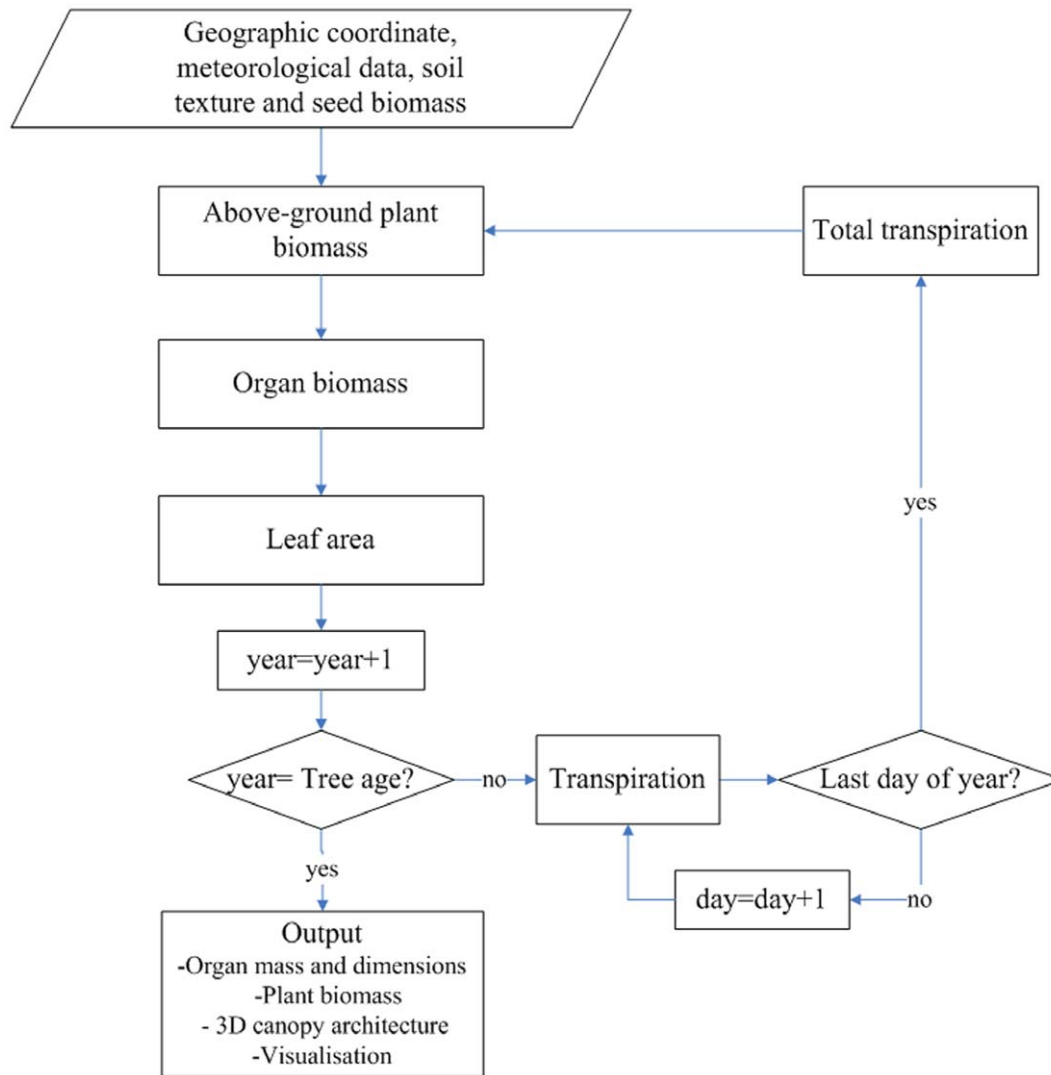 Geographic coordinate,
meteorological data, soil
texture and seed biomass
Above-ground plant
biomass
Total transpiration
Organ biomass
Leaf area
yes
year=year+1
year= Tree age?
no
Transpiration
Last day of year?
yes
day=day+1
no
Output
-Organ mass and dimensions
-Plant biomass
- 3D canopy architecture
-Visualisation